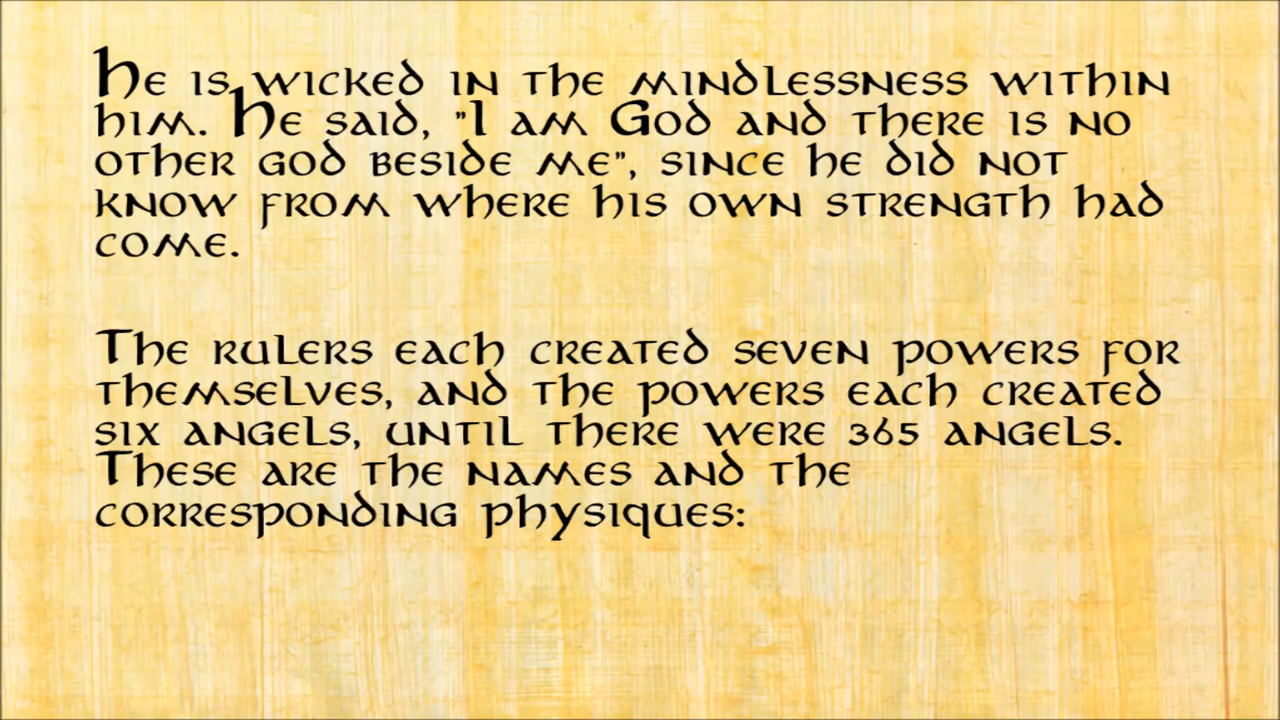 He is wicked in the mindlessness within
him. He said, "I am God and there is no
other god beside me", since he did not
know from where his own strength had
come.
The rulers each created seven powers for
themselves, and the powers each created
six angels, until there were 365 angels.
These are the names and the
corresponding physiques: